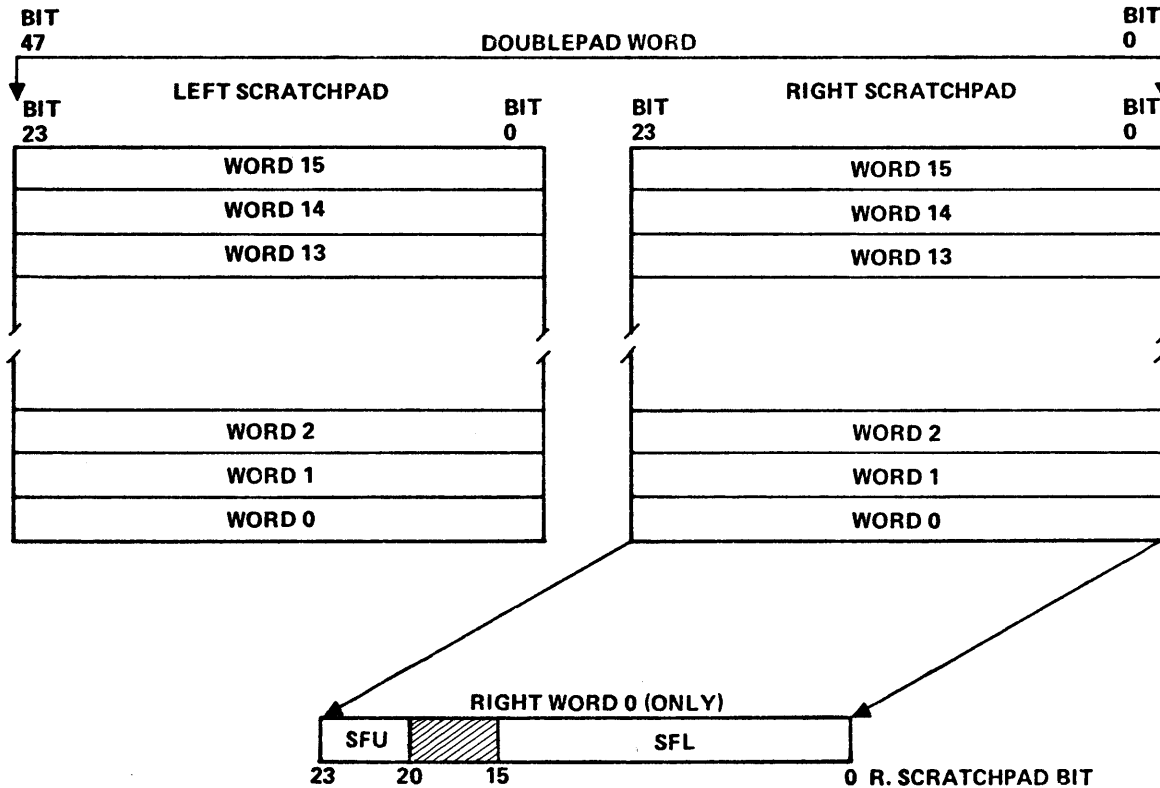 BIT BIT
47 DOUBLEPAD WORD 0
LEFT SCRATCHPAD RIGHT SCRATCHPAD
BIT BIT BIT BIT
23 0 23 0
WORD 15 WORD 15
WORD 14 WORD 14
WORD 13 WORD 13
WORD 2 WORD 2
WORD 1 WORD 1
WORD 0 WORD 0
RIGHT WORD 0 (ONLY)
SFU SFL
23 20 15 0 R. SCRATCHPAD BIT